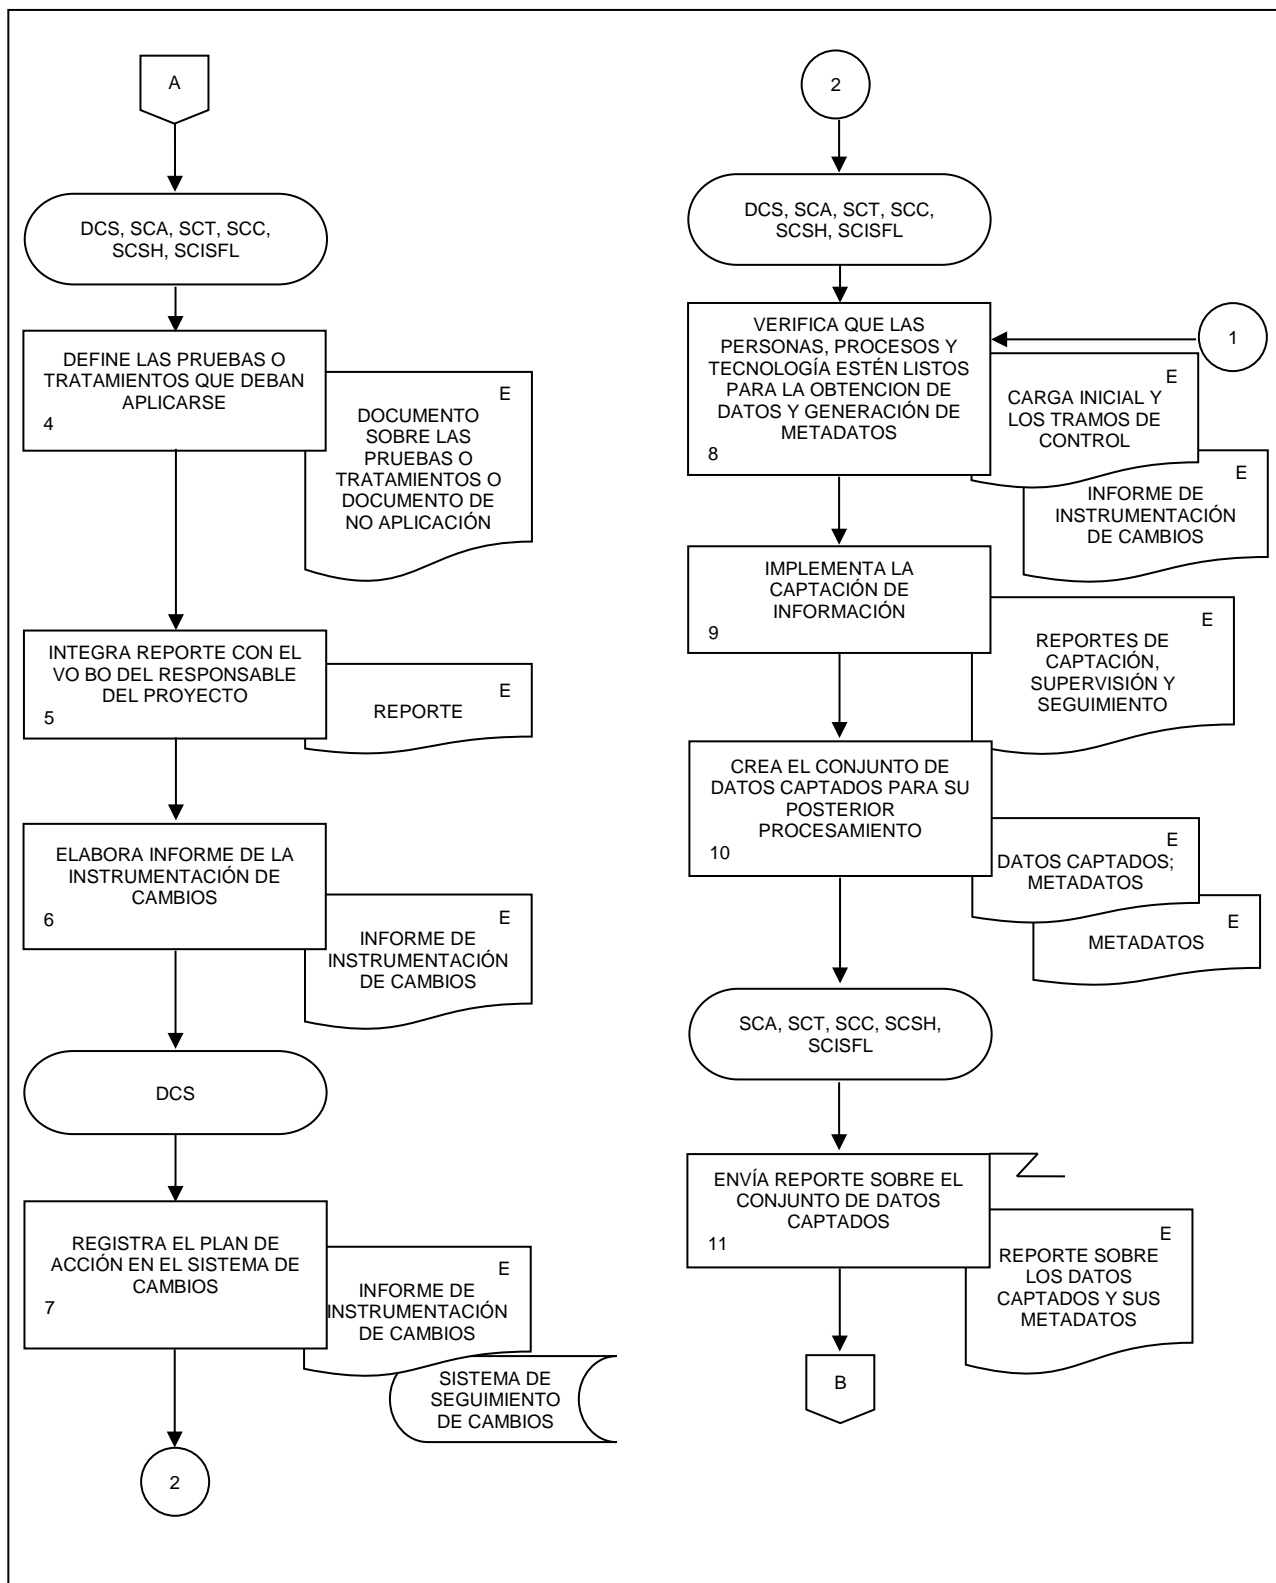 A
DCS, SCA, SCT, SCC,
SCSH, SCISFL
DEFINE LAS PRUEBAS O
TRATAMIENTOS QUE DEBAN
APLICARSE
4
E
DOCUMENTO
SOBRE LAS
PRUEBAS O
TRATAMIENTOS O
DOCUMENTO DE
NO APLICACIÓN
INTEGRA REPORTE CON EL
VO BO DEL RESPONSABLE
DEL PROYECTO
5
E
REPORTE
ELABORA INFORME DE LA
INSTRUMENTACIÓN DE
CAMBIOS
6
E
INFORME DE
INSTRUMENTACIÓN
DE CAMBIOS
DCS
REGISTRA EL PLAN DE
ACCIÓN EN EL SISTEMA DE
CAMBIOS
7
E
INFORME DE
INSTRUMENTACIÓN
DE CAMBIOS
SISTEMA DE
SEGUIMIENTO
DE CAMBIOS
2
2
DCS, SCA, SCT, SCC,
SCSH, SCISFL
VERIFICA QUE LAS
PERSONAS, PROCESOS Y
TECNOLOGÍA ESTÉN LISTOS
PARA LA OBTENCION DE
DATOS Y GENERACIÓN DE
METADATOS
8
1
E
CARGA INICIAL Y
LOS TRAMOS DE
CONTROL
E
INFORME DE
INSTRUMENTACIÓN
DE CAMBIOS
IMPLEMENTA LA
CAPTACIÓN DE
INFORMACIÓN
9
E
REPORTES DE
CAPTACIÓN,
SUPERVISIÓN Y
SEGUIMIENTO
CREA EL CONJUNTO DE
DATOS CAPTADOS PARA SU
POSTERIOR
PROCESAMIENTO
10
E
DATOS CAPTADOS;
METADATOS
E
METADATOS
SCA, SCT, SCC, SCSH,
SCISFL
ENVÍA REPORTE SOBRE EL
CONJUNTO DE DATOS
CAPTADOS
11
E
REPORTE SOBRE
LOS DATOS
CAPTADOS Y SUS
METADATOS
B